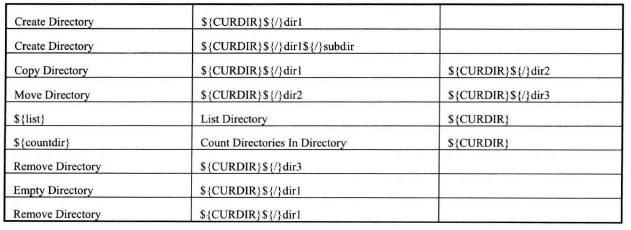 Create Directory ${CURDIR}${/}dir1
Create Directory ${CURDIR}${/}dir1${/}subdir
Copy Directory ${CURDIR}${/}dir1 ${CURDIR}${/}dir2
Move Directory ${CURDIR}${/}dir2 ${CURDIR}${/}dir3
${list} List Directory ${CURDIR}
${countdir} Count Directories In Directory ${CURDIR}
Remove Directory ${CURDIR}${/}dir3
Empty Directory ${CURDIR}${/}dir1
Remove Directory ${CURDIR}${/}dir1